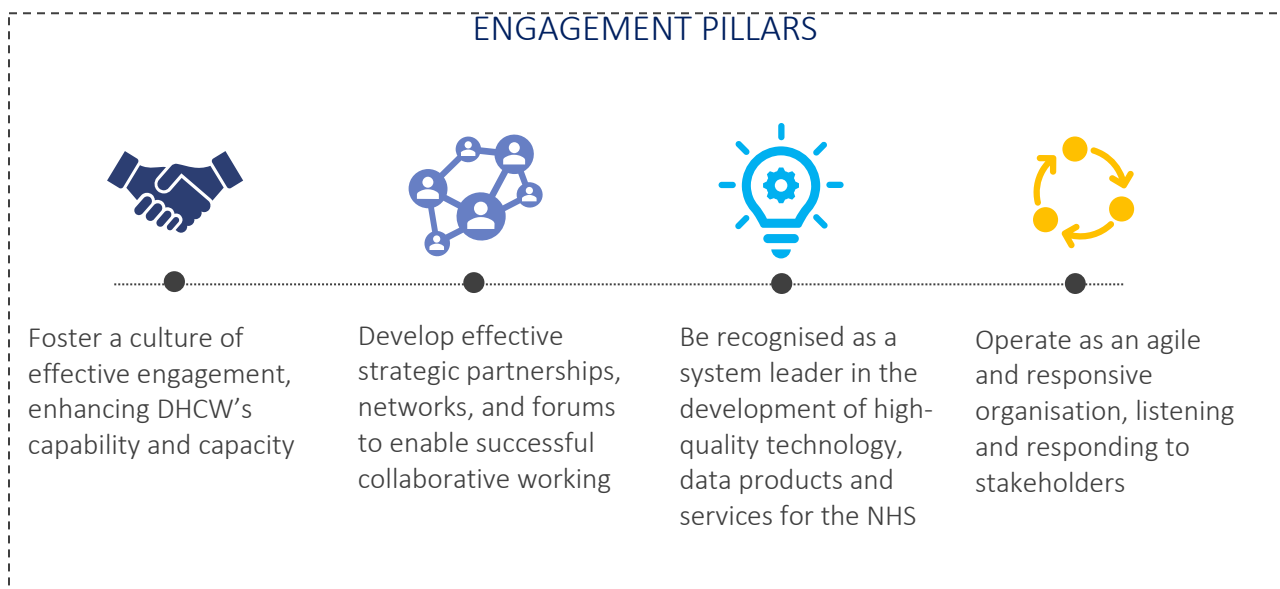 ENGAGEMENT PILLARS
Foster a culture of
effective engagement,
enhancing DHCW's
capability and capacity
Develop effective
strategic partnerships,
networks, and forums
to enable successful
collaborative working
Be recognised as a
system leader in the
development of high-
quality technology,
data products and
services for the NHS
Operate as an agile
and responsive
organisation, listening
and responding to
stakeholders